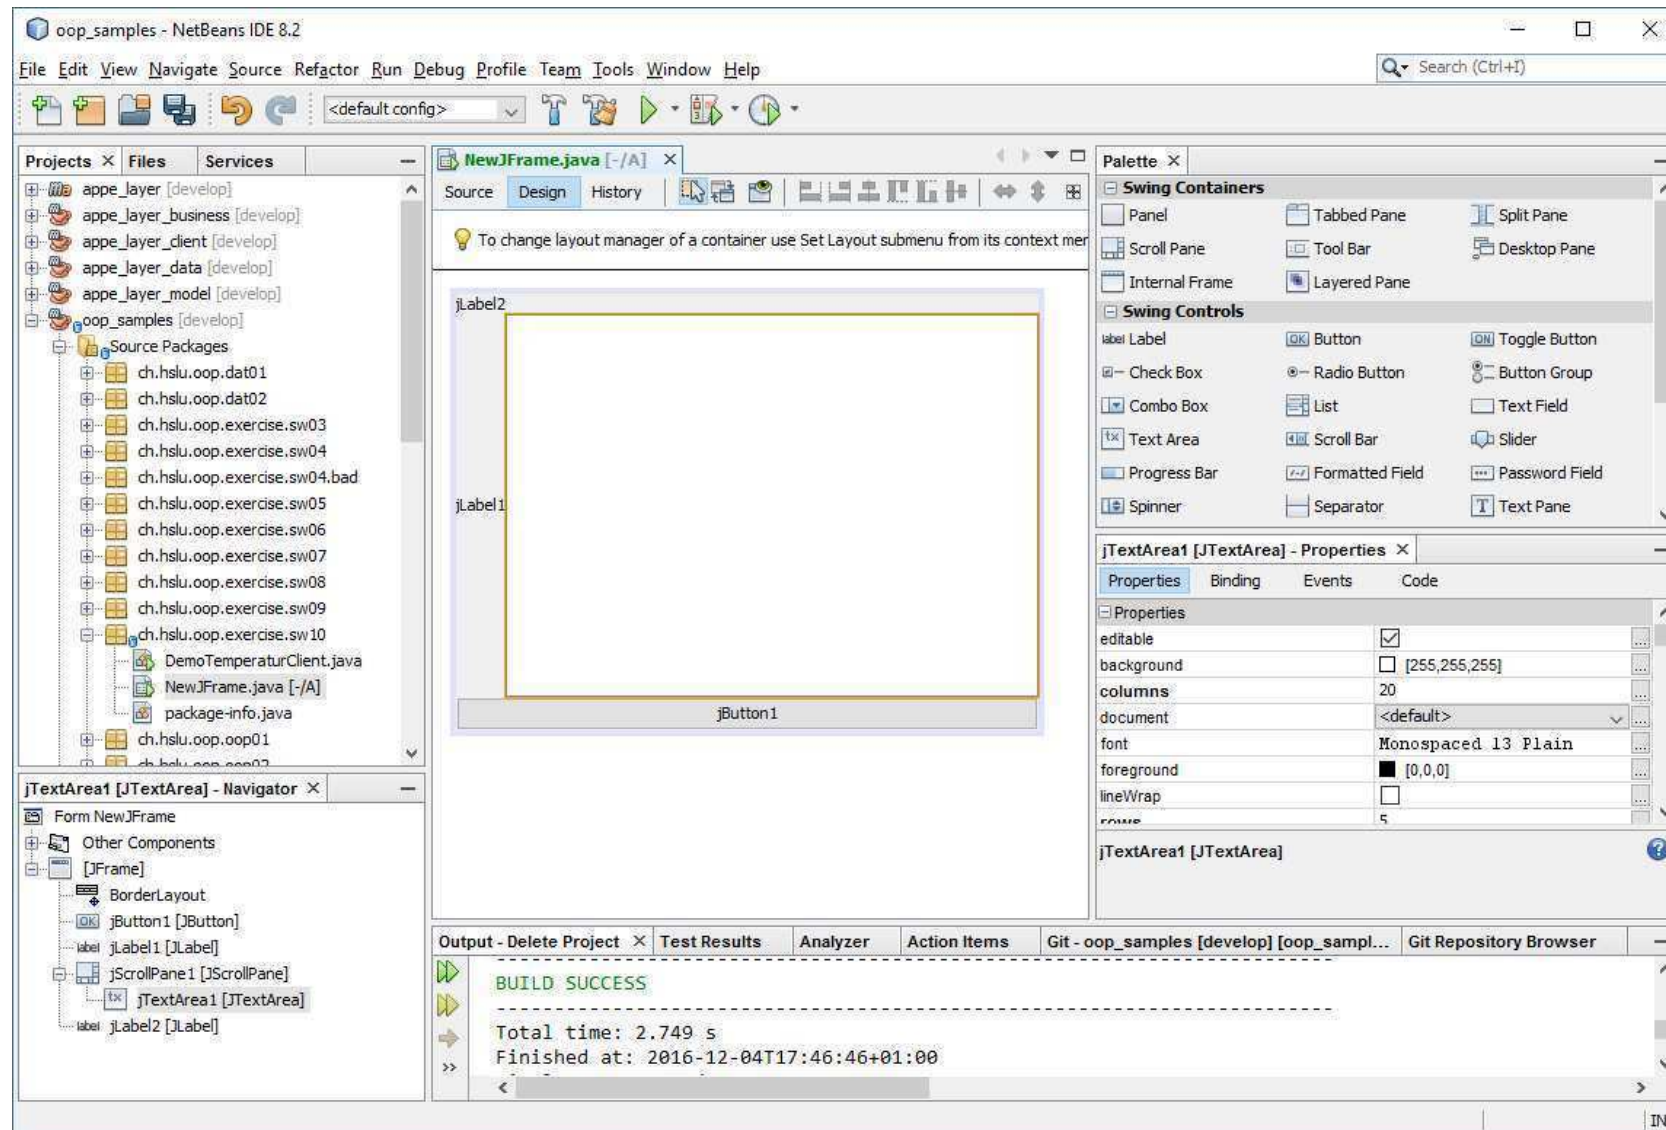 oop_samples - NetBeans IDE 8.2
File Edit View Navigate Source Refactor Run Debug Profile Team Tools Window Help
Search (Ctrl+I)
<default config>
Projects Files Services
appe_layer [develop]
appe_layer_business [develop]
appe_layer_client [develop]
appe_layer_data [develop]
appe_layer_model [develop]
oop_samples [develop]
Source Packages
ch.hslu.oop.dat01
ch.hslu.oop.dat02
ch.hslu.oop.exercise.sw03
ch.hslu.oop.exercise.sw04
ch.hslu.oop.exercise.sw04.bad
ch.hslu.oop.exercise.sw05
ch.hslu.oop.exercise.sw06
ch.hslu.oop.exercise.sw07
ch.hslu.oop.exercise.sw08
ch.hslu.oop.exercise.sw09
ch.hslu.oop.exercise.sw10
DemoTemperaturClient.java
NewJFrame.java [-/A]
package-info.java
ch.hslu.oop.oop01
jTextArea1 [JTextArea] - Navigator
Form NewJFrame
Other Components
[JFrame]
BorderLayout
OK jButton1 [JButton]
label jLabel1 [JLabel]
jScrollPane1 [JScrollPane]
tx jTextArea1 [JTextArea]
label jLabel2 [JLabel]
NewJFrame.java [-/A]
Source Design History
To change layout manager of a container use Set Layout submenu from its context mer
jLabel2
jLabel1
jButton1
Palette
Swing Containers
Panel Tabbed Pane Split Pane
Scroll Pane Tool Bar Desktop Pane
Internal Frame Layered Pane
Swing Controls
label Label OK Button ON Toggle Button
Check Box Radio Button Button Group
Combo Box List Text Field
tx Text Area Scroll Bar Slider
Progress Bar Formatted Field Password Field
Spinner Separator T Text Pane
jTextArea1 [JTextArea] - Properties
Properties Binding Events Code
Properties
editable ...
background [255,255,255] ...
columns 20 ...
document <default> ...
font Monospaced 13 Plain ...
foreground [0,0,0] ...
lineWrap ...
rows 5
jTextArea1 [JTextArea]
Output - Delete Project Test Results Analyzer Action Items Git - oop_samples [develop] [oop_sampl... Git Repository Browser
--------------------------------------------------------------------
BUILD SUCCESS
--------------------------------------------------------------------
Total time: 2.749 s
Finished at: 2016-12-04T17:46:46+01:00
IN